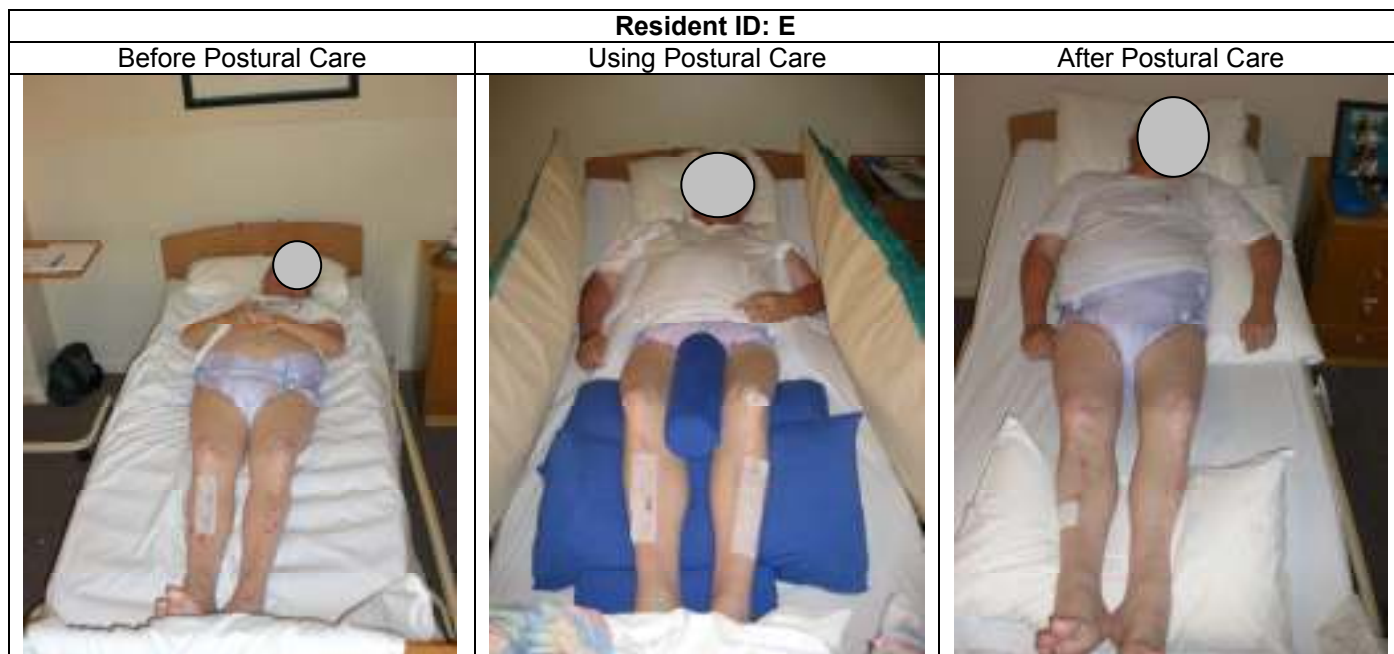 Resident ID: E
Before Postural Care
Using Postural Care
After Postural Care